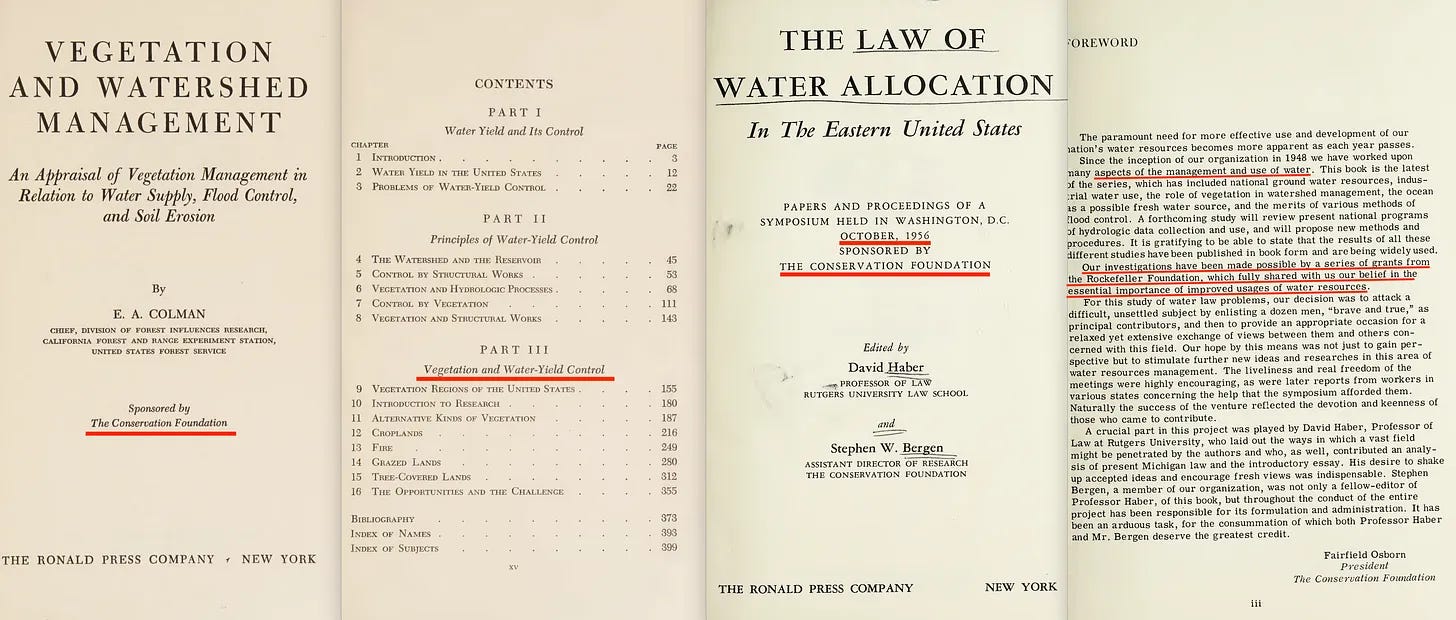 VEGETATION
AND WATERSHED
MANAGEMENT
An Appraisal of Vegetation Management in
Relation to Water Supply, Flood Control,
and Soil Erosion
By
E. A. COLMAN
CHIEF, DIVISION OF FOREST INFLUENCES RESEARCH,
CALIFORNIA FOREST AND RANGE EXPERIMENT STATION,
UNITED STATES FOREST SERVICE
Sponsored by
The Conservation Foundation
THE RONALD PRESS COMPANY , NEW YORK
CONTENTS
PART I
Water Yield and Its Control
CHAPTER PAGE
1 INTRODUCTION . . . . . . . . . . 3
2 WATER YIELD IN THE UNITED STATES . . . . . 12
3 PROBLEMS OF WATER-YIELD CONTROL . . . . . 22
PART II
Principles of Water-Yield Control
4 THE WATERSHED AND THE RESERVOIR . . . . . 45
5 CONTROL BY STRUCTURAL WORKS . . . . . . 53
6 VEGETATION AND HYDROLOGIC PROCESSES . . . . . 68
7 CONTROL BY VEGETATION . . . . . . . 111
8 VEGETATION AND STRUCTURAL WORKS . . . . . 143
PART III
Vegetation and Water-Yield Control
9 VEGETATION REGIONS OF THE UNITED STATES . . . . 155
10 INTRODUCTION TO RESEARCH . . . . . . 180
11 ALTERNATIVE KINDS OF VEGETATION . . . . . 187
12 CROPLANDS . . . . . . . . . 216
13 FIRE . . . . . . . . . . 249
14 GRAZED LANDS . . . . . . . . 280
15 TREE-COVERED LANDS . . . . . . . 312
16 THE OPPORTUNITIES AND THE CHALLENGE . . . . 355
BIBLIOGRAPHY . . . . . . . . . 373
INDEX OF NAMES . . . . . . . . . 393
INDEX OF SUBJECTS . . . . . . . . 399
xv
THE LAW OF
WATER ALLOCATION
In The Eastern United States
PAPERS AND PROCEEDINGS OF A
SYMPOSIUM HELD IN WASHINGTON, D.C.
OCTOBER, 1956
SPONSORED BY
THE CONSERVATION FOUNDATION
Edited by
David Haber
PROFESSOR OF LAW
RUTGERS UNIVERSITY LAW SCHOOL
and
Stephen W. Bergen
ASSISTANT DIRECTOR OF RESEARCH
THE CONSERVATION FOUNDATION
THE RONALD PRESS COMPANY NEW YORK
FOREWORD
The paramount need for more effective use and development of our
nation's water resources becomes more apparent as each year passes.
Since the inception of our organization in 1948 we have worked upon
many aspects of the management and use of water. This book is the latest
of the series, which has included national ground water resources, indus-
trial water use, the role of vegetation in watershed management, the ocean
as a possible fresh water source, and the merits of various methods of
flood control. A forthcoming study will review present national programs
of hydrologic data collection and use, and will propose new methods and
procedures. It is gratifying to be able to state that the results of all these
different studies have been published in book form and are being widely used.
Our investigations have been made possible by a series of grants from
the Rockefeller Foundation, which fully shared with us our belief in the
essential importance of improved usages of water resources.
For this study of water law problems, our decision was to attack a
difficult, unsettled subject by enlisting a dozen men, "brave and true," as
principal contributors, and then to provide an appropriate occasion for a
relaxed yet extensive exchange of views between them and others con-
cerned with this field. Our hope by this means was not just to gain per-
spective but to stimulate further new ideas and researches in this area of
water resources management. The liveliness and real freedom of the
meetings were highly encouraging, as were later reports from workers in
various states concerning the help that the symposium afforded them.
Naturally the success of the venture reflected the devotion and keenness of
those who came to contribute.
A crucial part in this project was played by David Haber, Professor of
Law at Rutgers University, who laid out the ways in which a vast field
might be penetrated by the authors and who, as well, contributed an analy-
sis of present Michigan law and the introductory essay. His desire to shake
up accepted ideas and encourage fresh views was indispensable. Stephen
Bergen, a member of our organization, was not only a fellow-editor of
Professor Haber, of this book, but throughout the conduct of the entire
project has been responsible for its formulation and administration. It has
been an arduous task, for the consummation of which both Professor Haber
and Mr. Bergen deserve the greatest credit.
Fairfield Osborn
President
The Conservation Foundation
iii